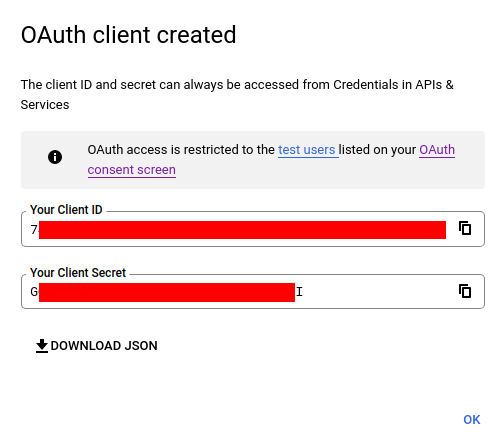 OAuth client created
The client ID and secret can always be accessed from Credentials in APIs &
Services
OAuth access is restricted to the test users listed on your OAuth
consent screen
Your Client ID
7
Your Client Secret
G
DOWNLOAD JSON
OK